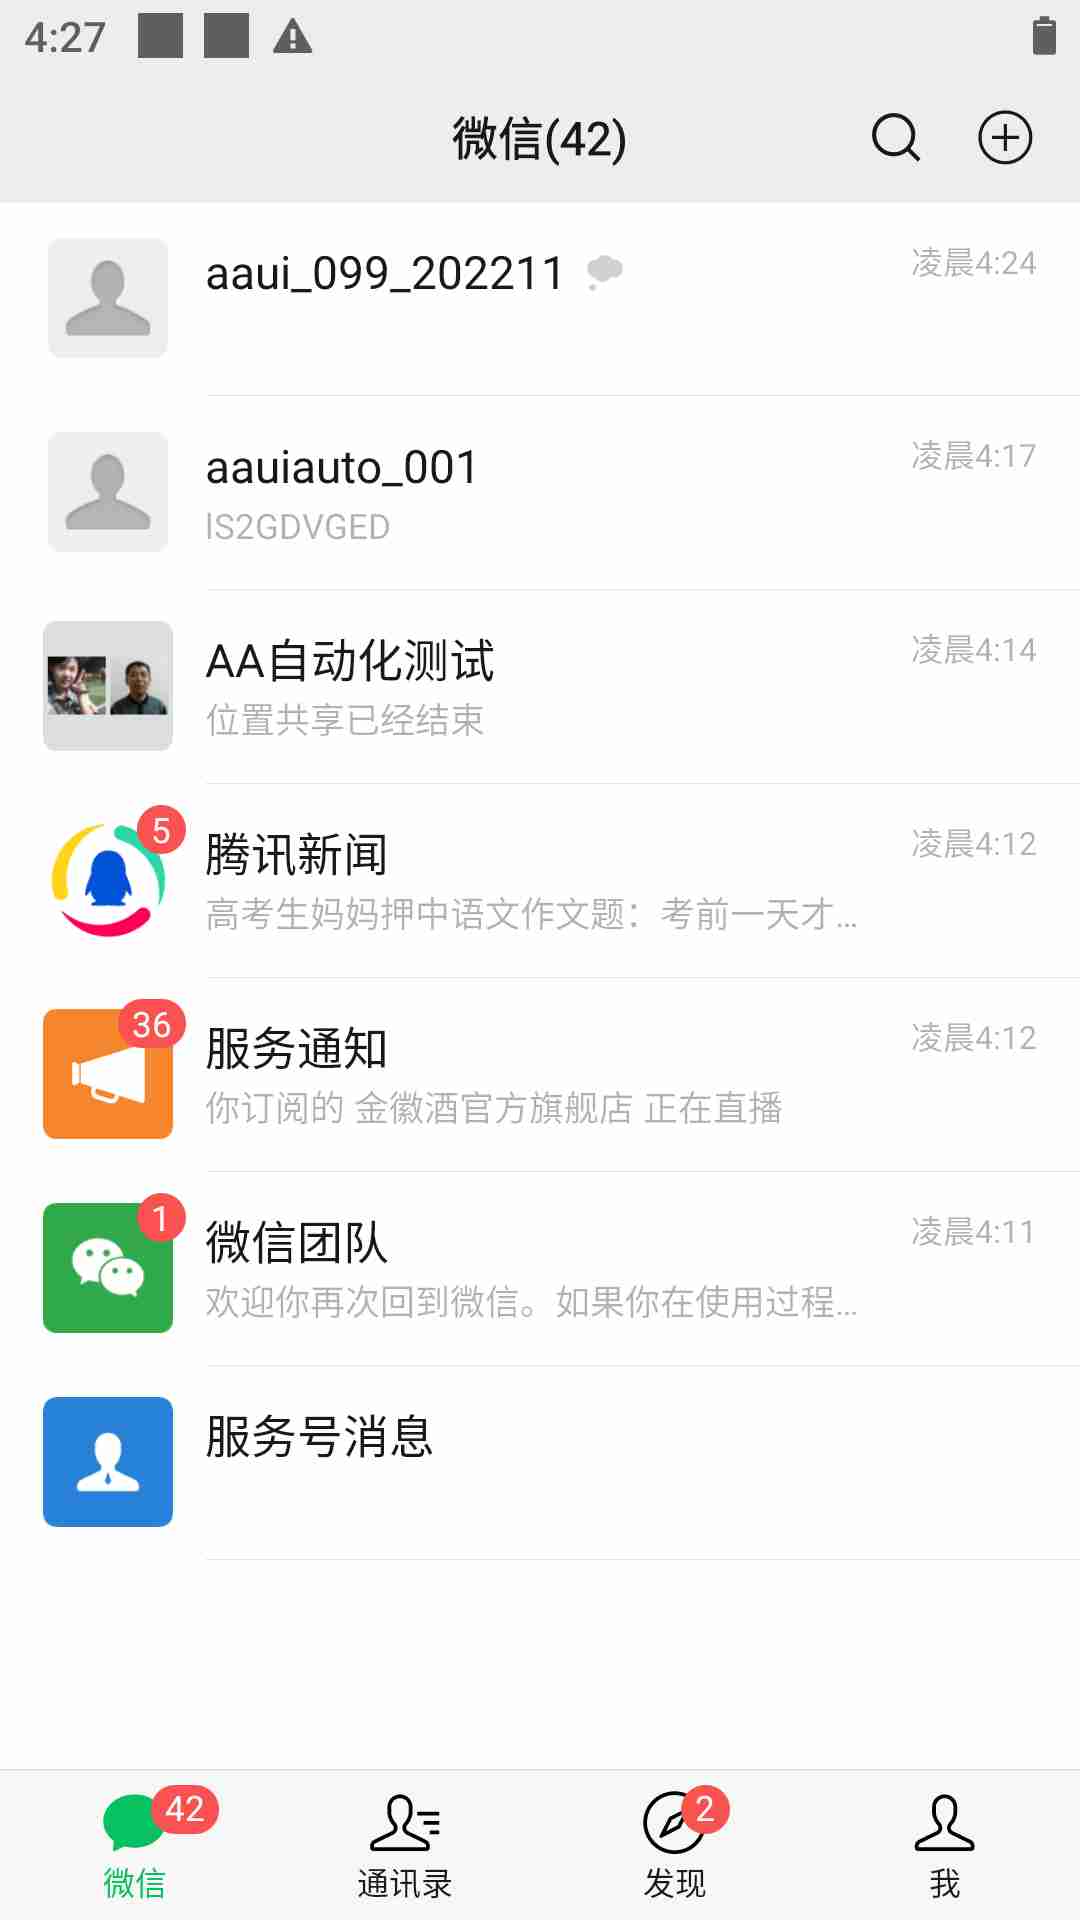 4:27
微信(42)
aaui_099_202211
凌晨4:24
aauiauto_001
凌晨4:17
lS2GDVGED
AA自动化测试
凌晨4:14
位置共享已经结束
5
腾讯新闻
凌晨4:12
高考生妈妈押中语文作文题：考前一天才...
36
服务通知
凌晨4:12
你订阅的 金徽酒官方旗舰店 正在直播
1
微信团队
凌晨4:11
欢迎你再次回到微信。如果你在使用过程...
服务号消息
42
2
微信
通讯录
发现
我